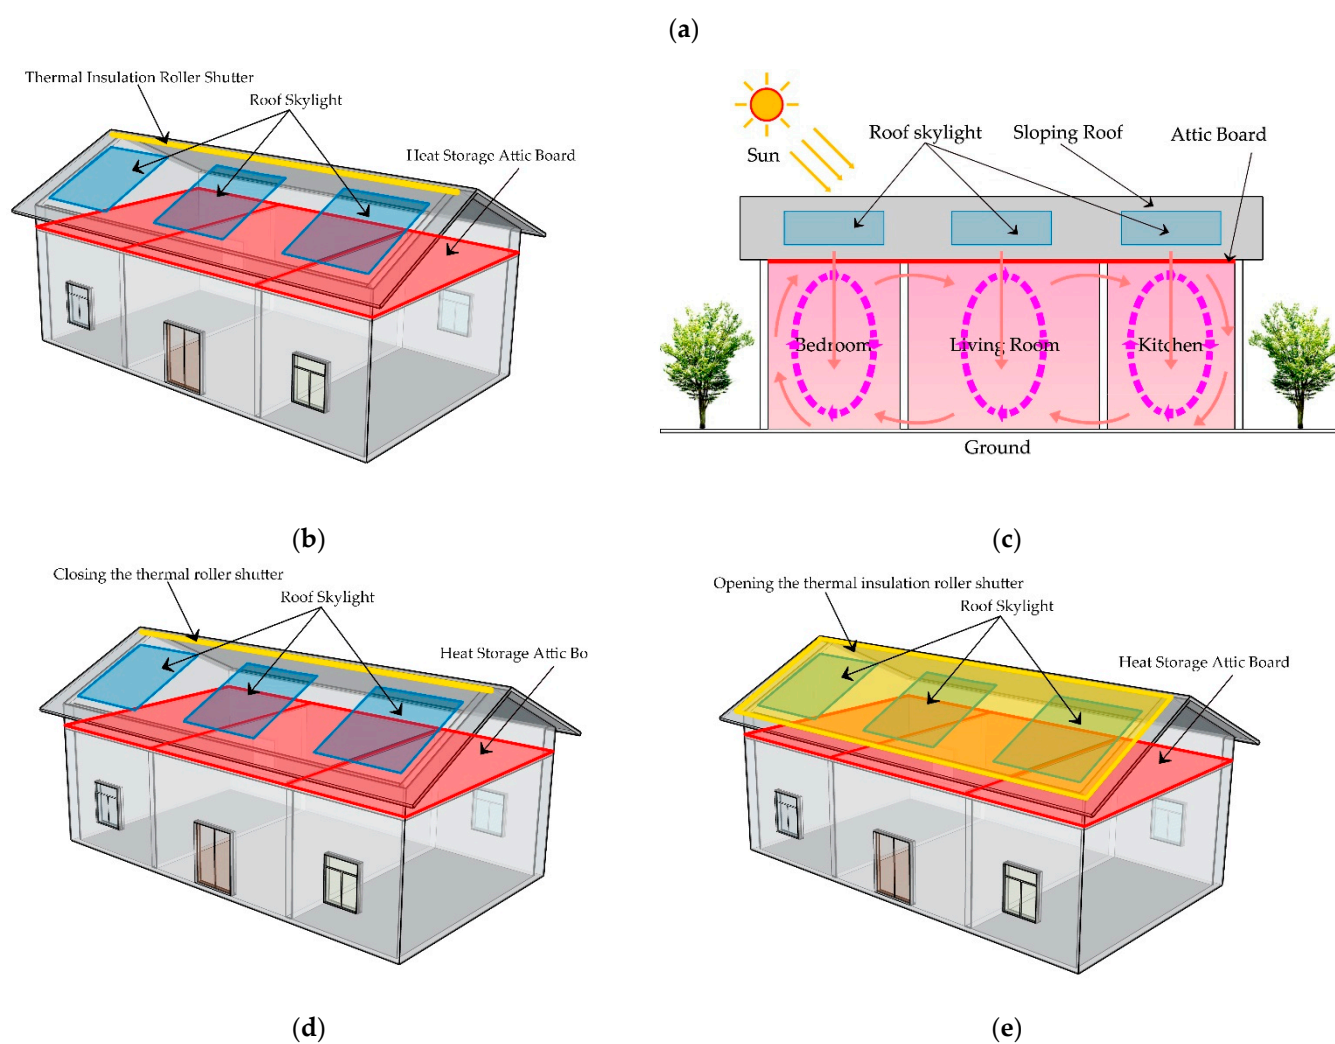 (a)
Thermal Insulation Roller Shutter
Roof Skylight
Heat Storage Attic Board
(b)
Sun
Roof skylight
Sloping Roof
Attic Board
Bedroom
Living Room
Kitchen
Ground
(c)
Closing the thermal roller shutter
Roof Skylight
Heat Storage Attic Bo
(d)
Opening the thermal insulation roller shutter
Roof Skylight
Heat Storage Attic Board
(e)